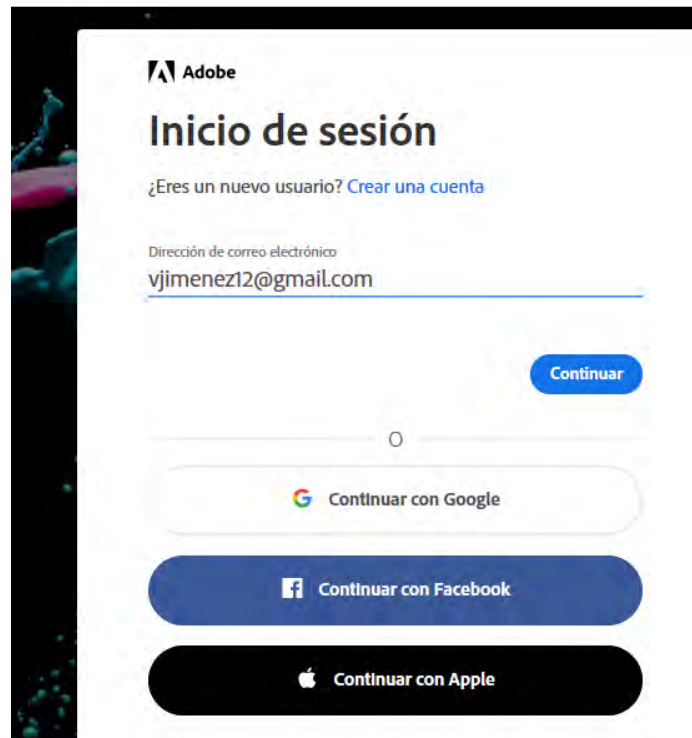 Adobe
Inicio de sesión
¿Eres un nuevo usuario? Crear una cuenta
Dirección de correo electrónico
vjimenez12@gmail.com
Continuar
O
Continuar con Google
Continuar con Facebook
Continuar con Apple